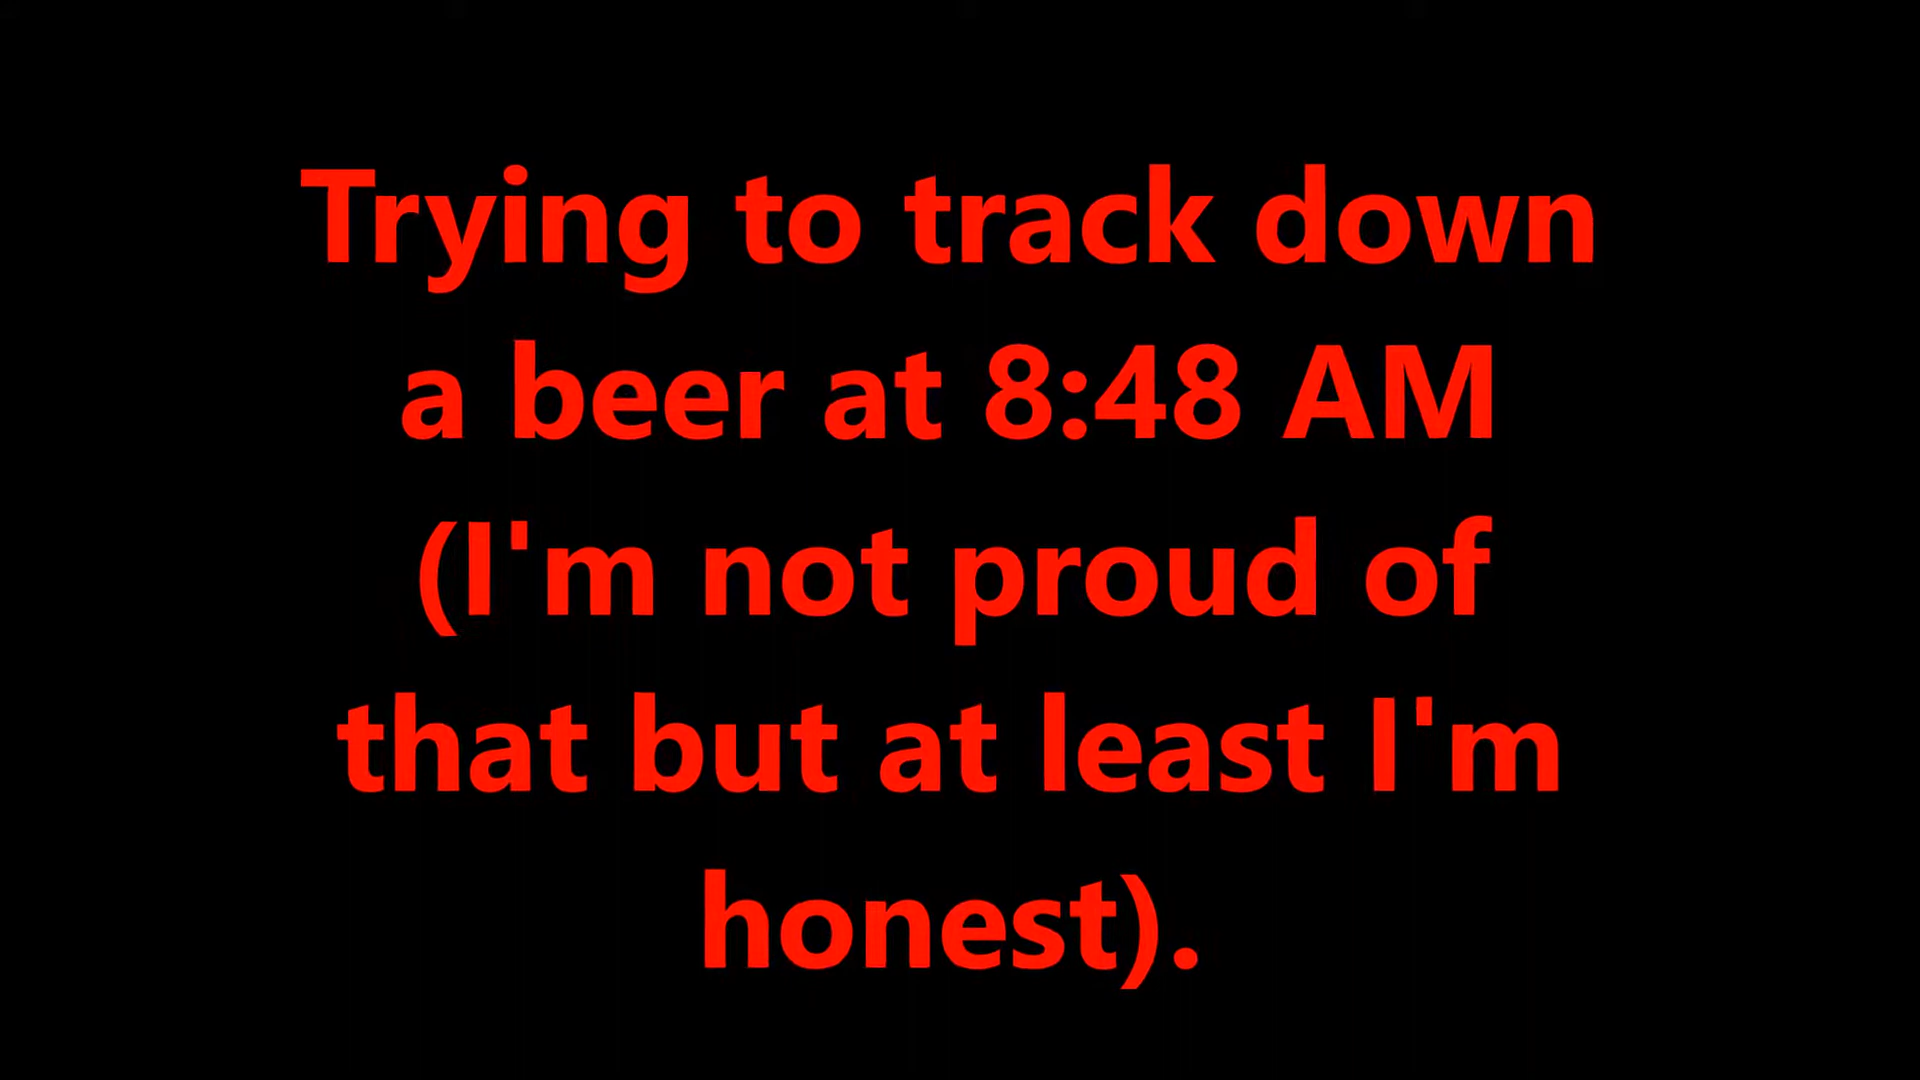 Trying to track down
a beer at 8:48 AM
(I'm not proud of
that but at least I'm
honest).